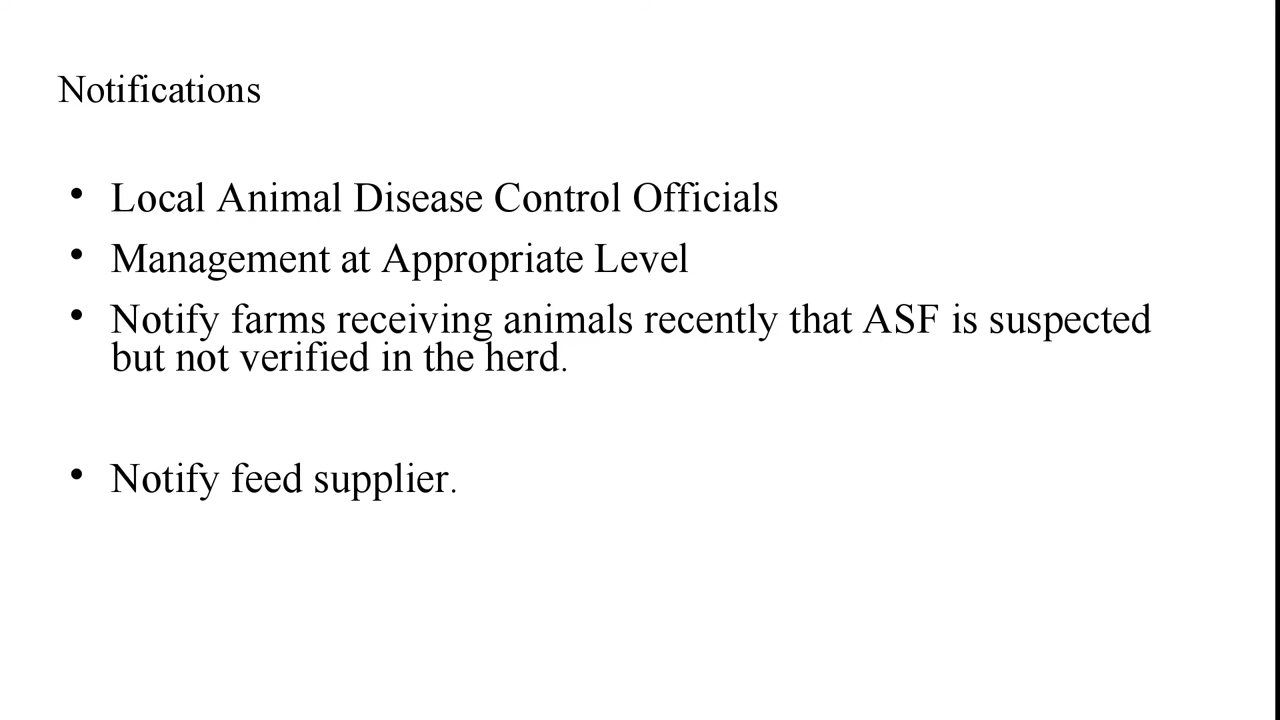 Notifications
• Local Animal Disease Control Officials
• Management at Appropriate Level
• Notify farms receiving animals recently that ASF is suspected
but not verified in the herd.
• Notify feed supplier.